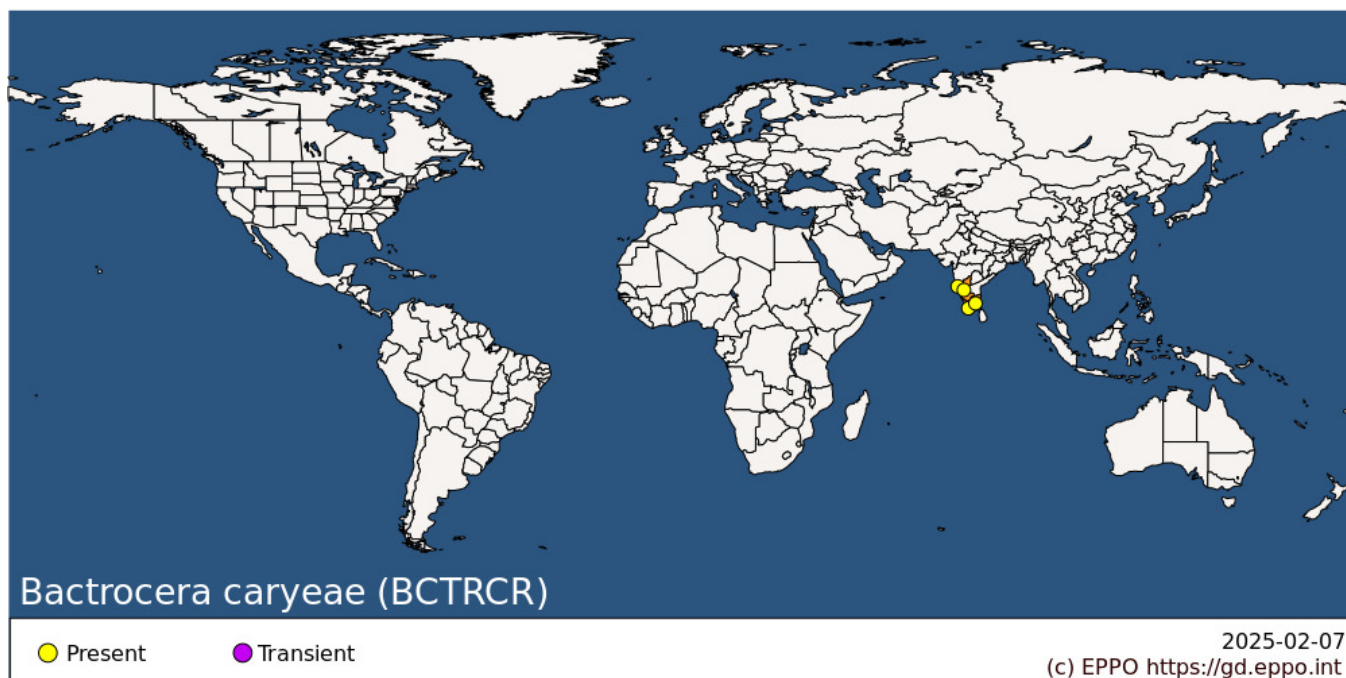 Bactrocera caryeae (BCTRCR)
Present
Transient
2025-02-07
(c) EPPO https://gd.eppo.int